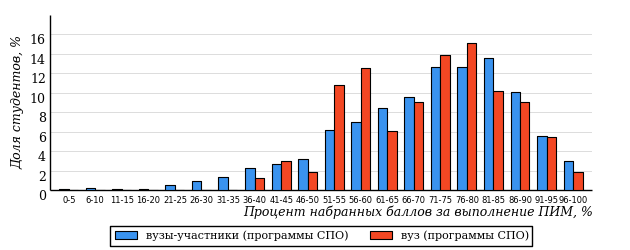 Доля студентов, %
16
14
12
10
8
6
4
2
0
0-5 6-10 11-15 16-20 21-25 26-30 31-35 36-40 41-45 46-50 51-55 56-60 61-65 66-70 71-75 76-80 81-85 86-90 91-95 96-100
Процент набранных баллов за выполнение ПИМ, %
вузы-участники (программы СПО) вуз (программы СПО)